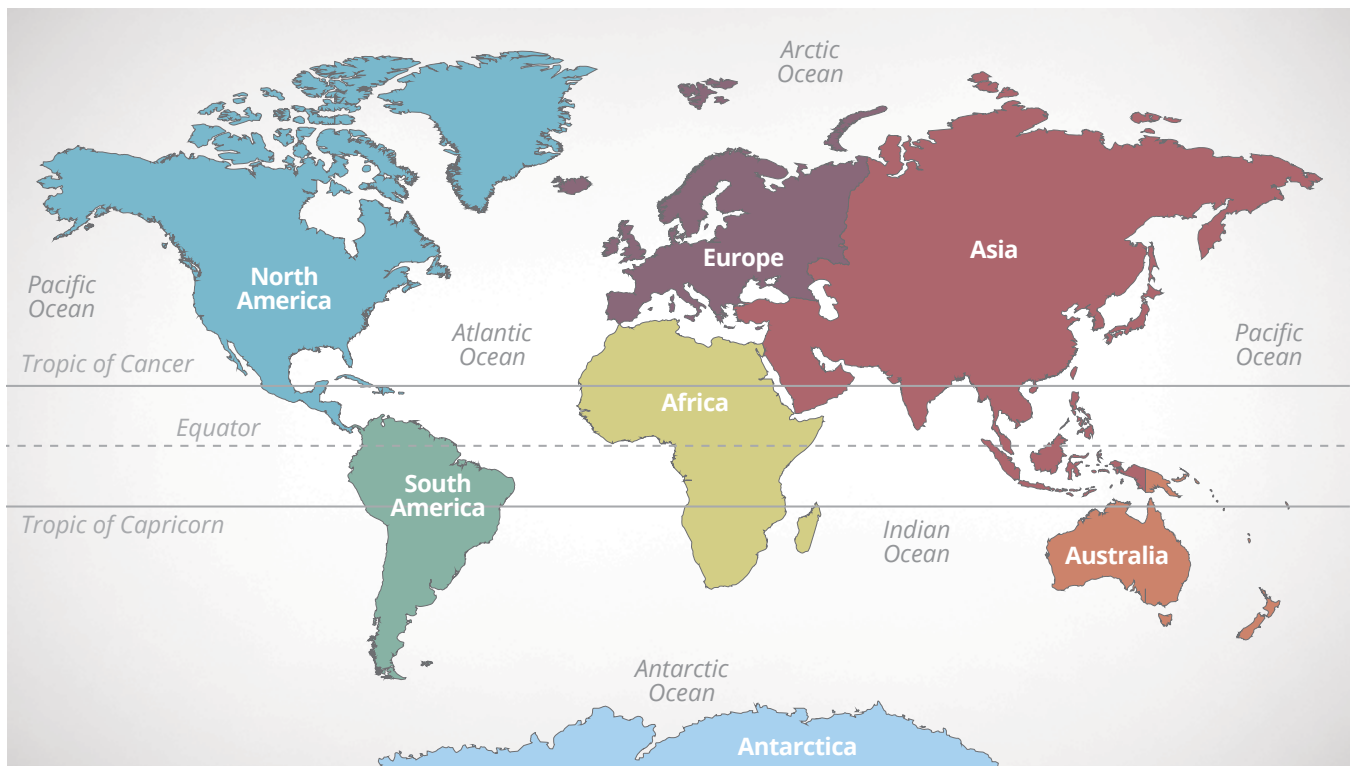 Arctic
Ocean
Asia
Europe
North
America
Pacific
Ocean
Atlantic
Ocean
Pacific
Ocean
Tropic of Cancer
Africa
Equator
South
America
Tropic of Capricorn
Indian
Ocean
Australia
Antarctic
Ocean
Antarctica